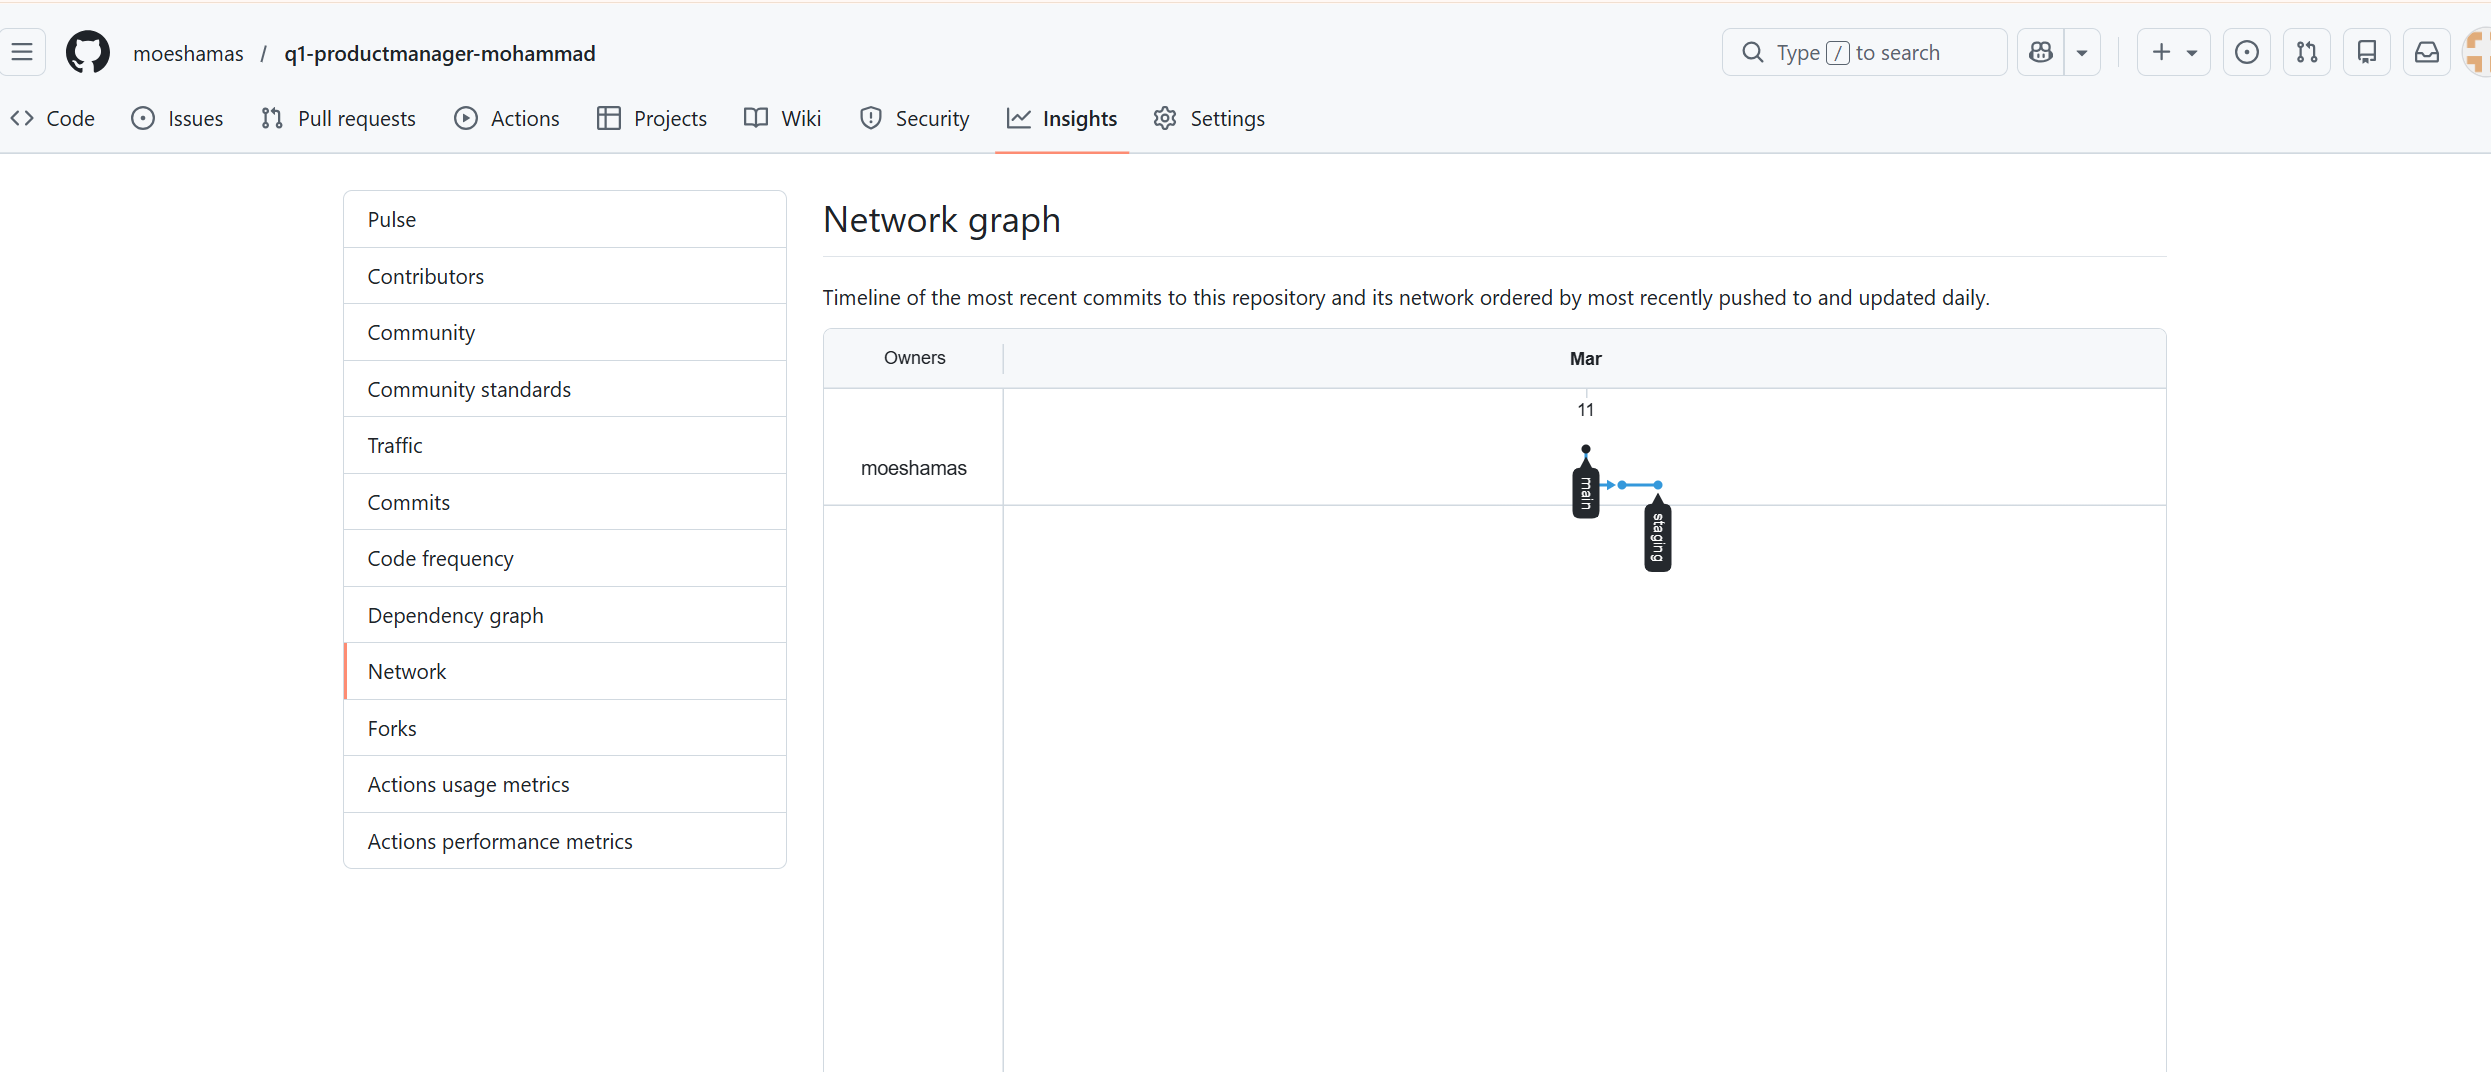 moeshamas / q1-productmanager-mohammad
Type / to search
Code Issues Pull requests Actions Projects Wiki Security Insights Settings
Pulse
Contributors
Community
Community standards
Traffic
Commits
Code frequency
Dependency graph
Network
Forks
Actions usage metrics
Actions performance metrics
Network graph
Timeline of the most recent commits to this repository and its network ordered by most recently pushed to and updated daily.
Owners Mar
11
moeshamas
main
staging